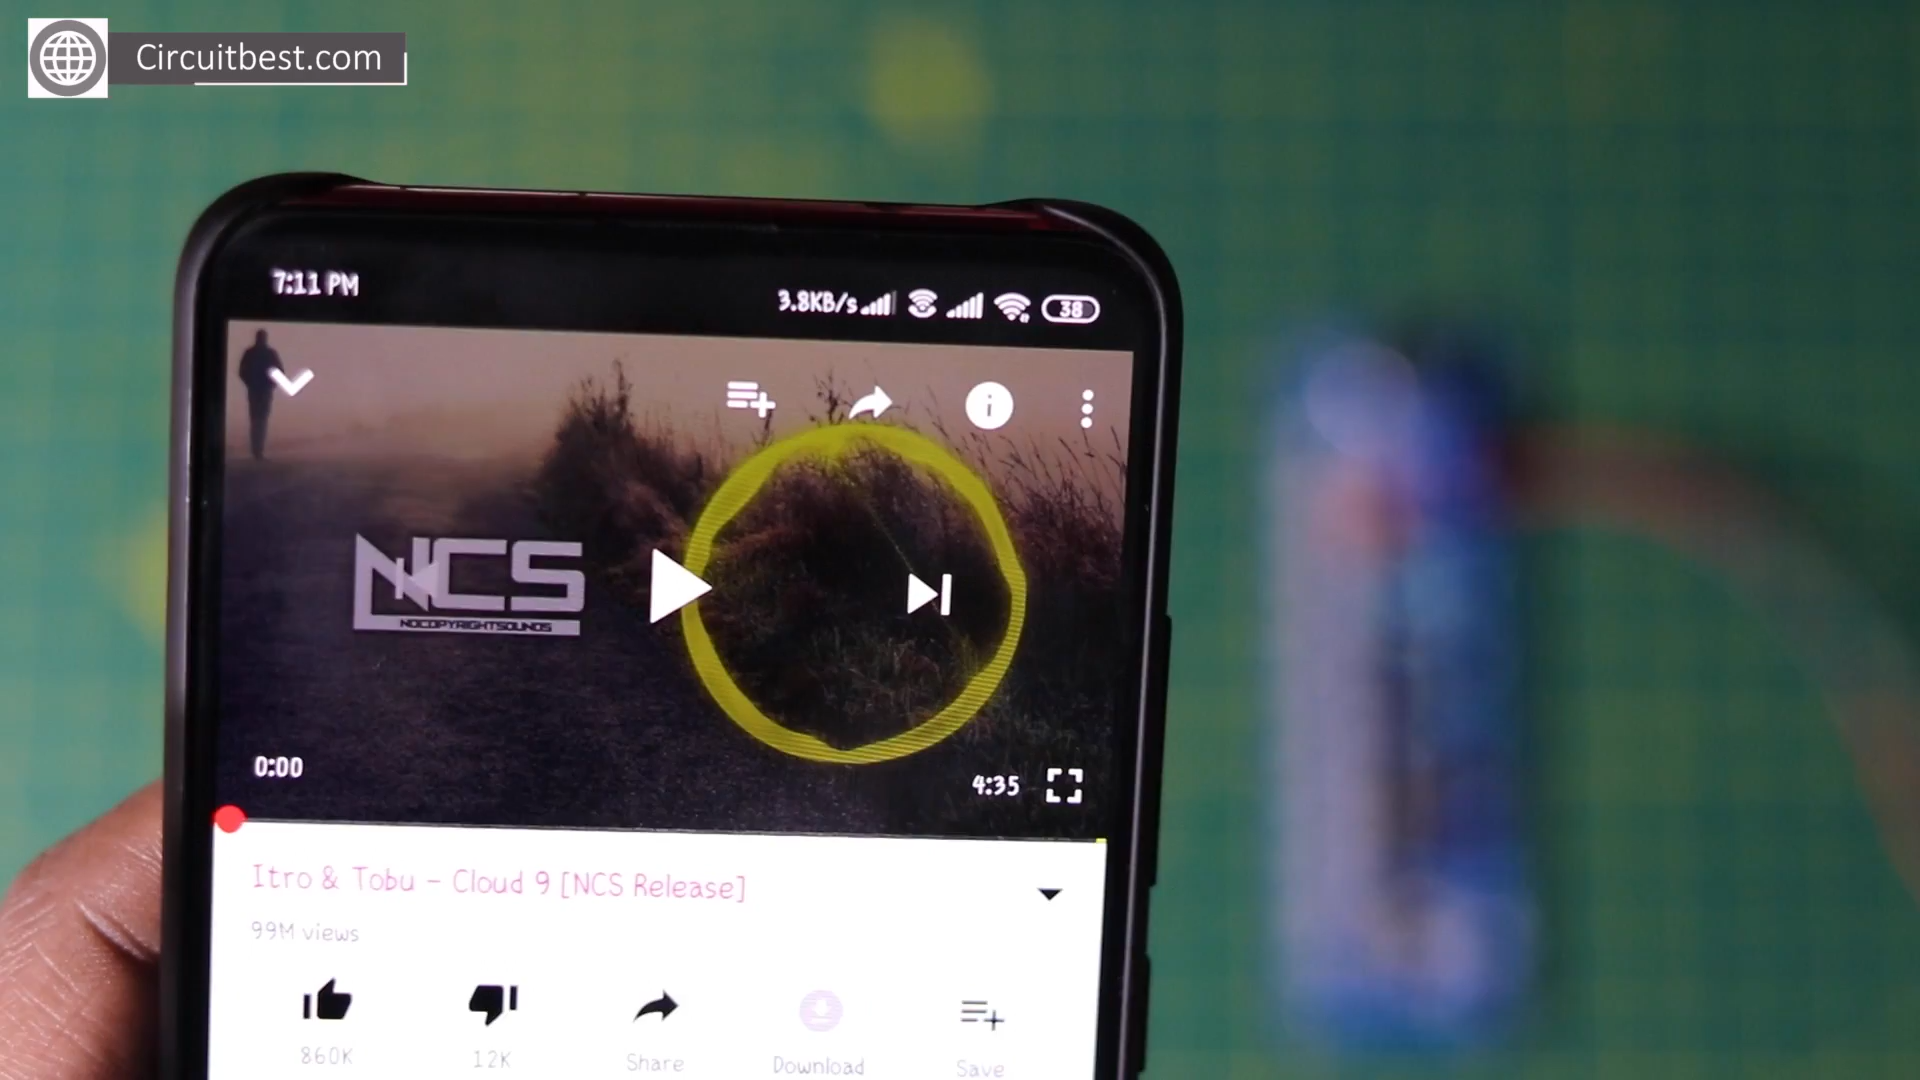 Circuitbest.com
7:11 PM
3.8KB/s
38
NCS
NOCOPYRIGHTSOUNDS
0:00
4:35
Itro & Tobu - Cloud 9 [NCS Release]
99M views
860K
12K
Share
Download
Save